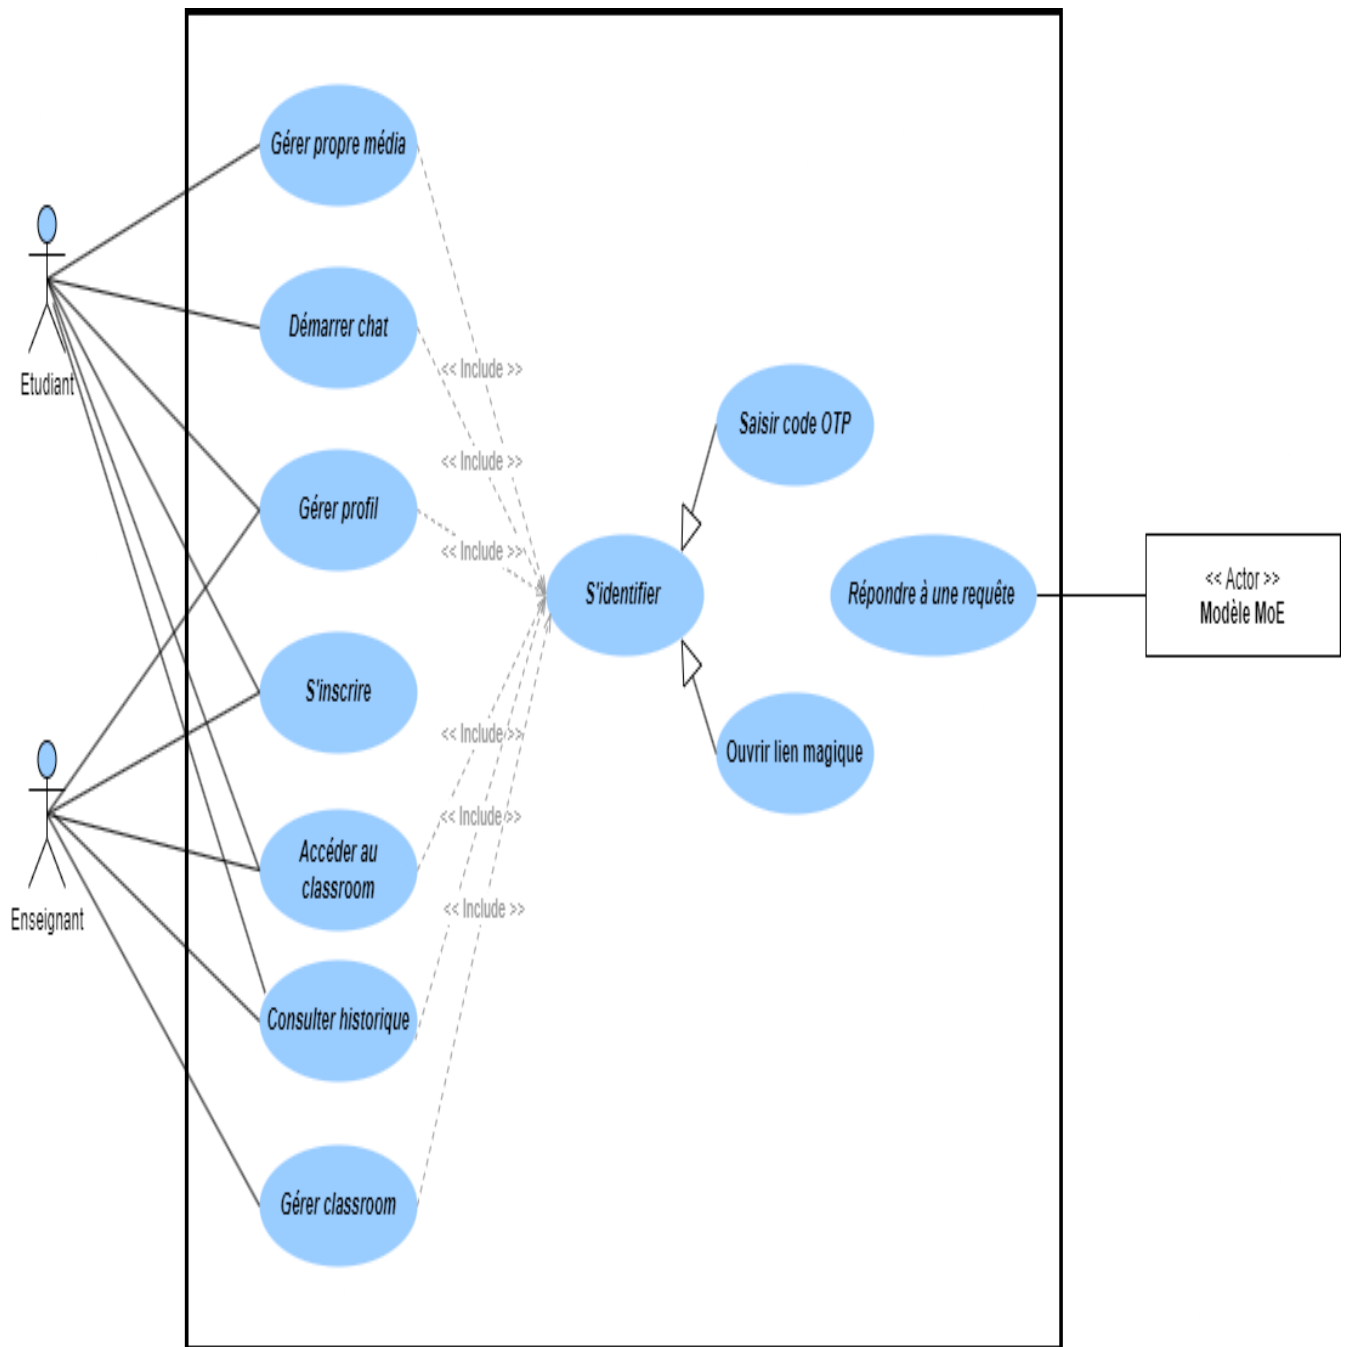 Gérer propre média
Démarrer chat
<< Include >>
Etudiant
Saisir code OTP
<< Include >>
Gérer profil
<< Include >>
S'identifier
Répondre à une requête
<< Actor >>
Modèle MoE
S'inscrire
<< Include >>
Ouvrir lien magique
<< Include >>
Accéder au
classroom
Enseignant
<< Include >>
Consulter historique
Gérer classroom